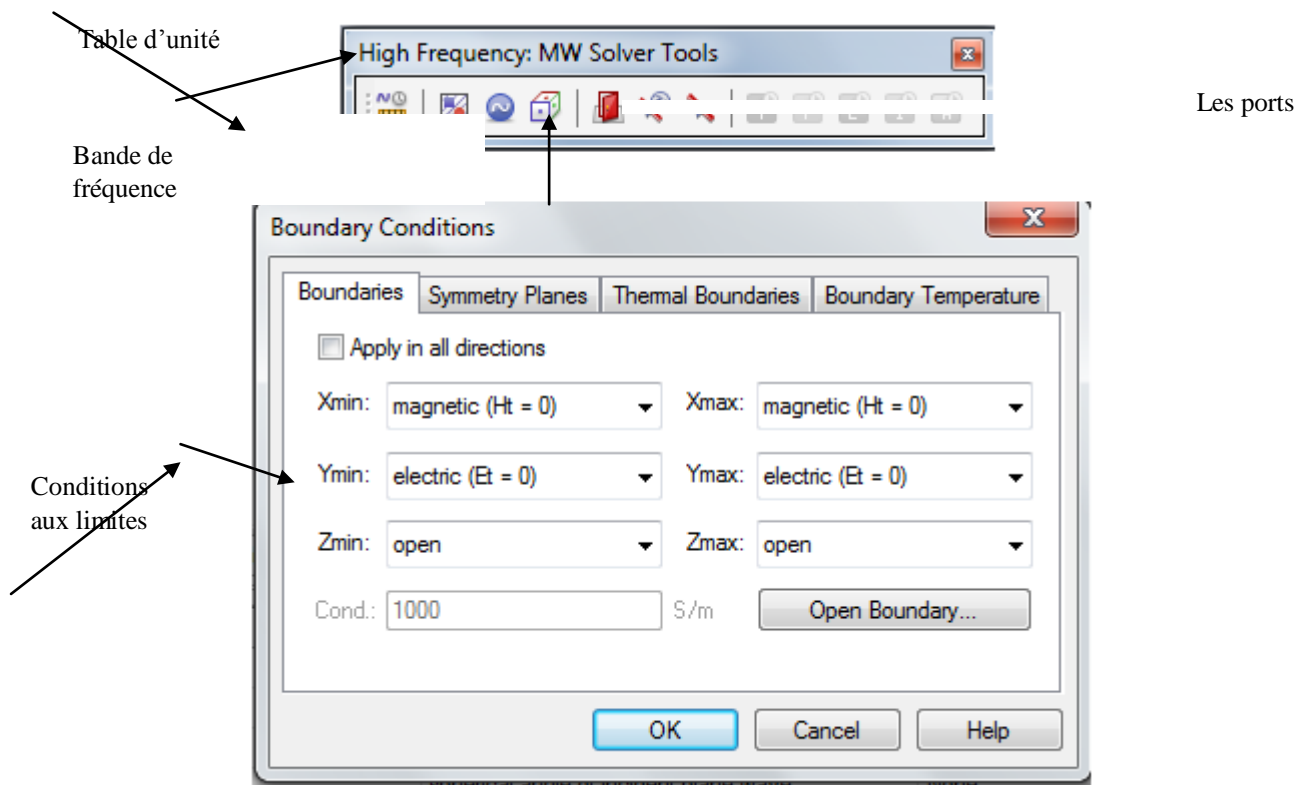 Table d’unité
High Frequency: MW Solver Tools
Les ports
Bande de
fréquence
Boundary Conditions
Boundaries Symmetry Planes Thermal Boundaries Boundary Temperature
Apply in all directions
Xmin: magnetic (Ht = 0) Xmax: magnetic (Ht = 0)
Ymin: electric (Et = 0) Ymax: electric (Et = 0)
Conditions
aux limites
Zmin: open Zmax: open
Cond.: 1000 S/m Open Boundary...
OK Cancel Help